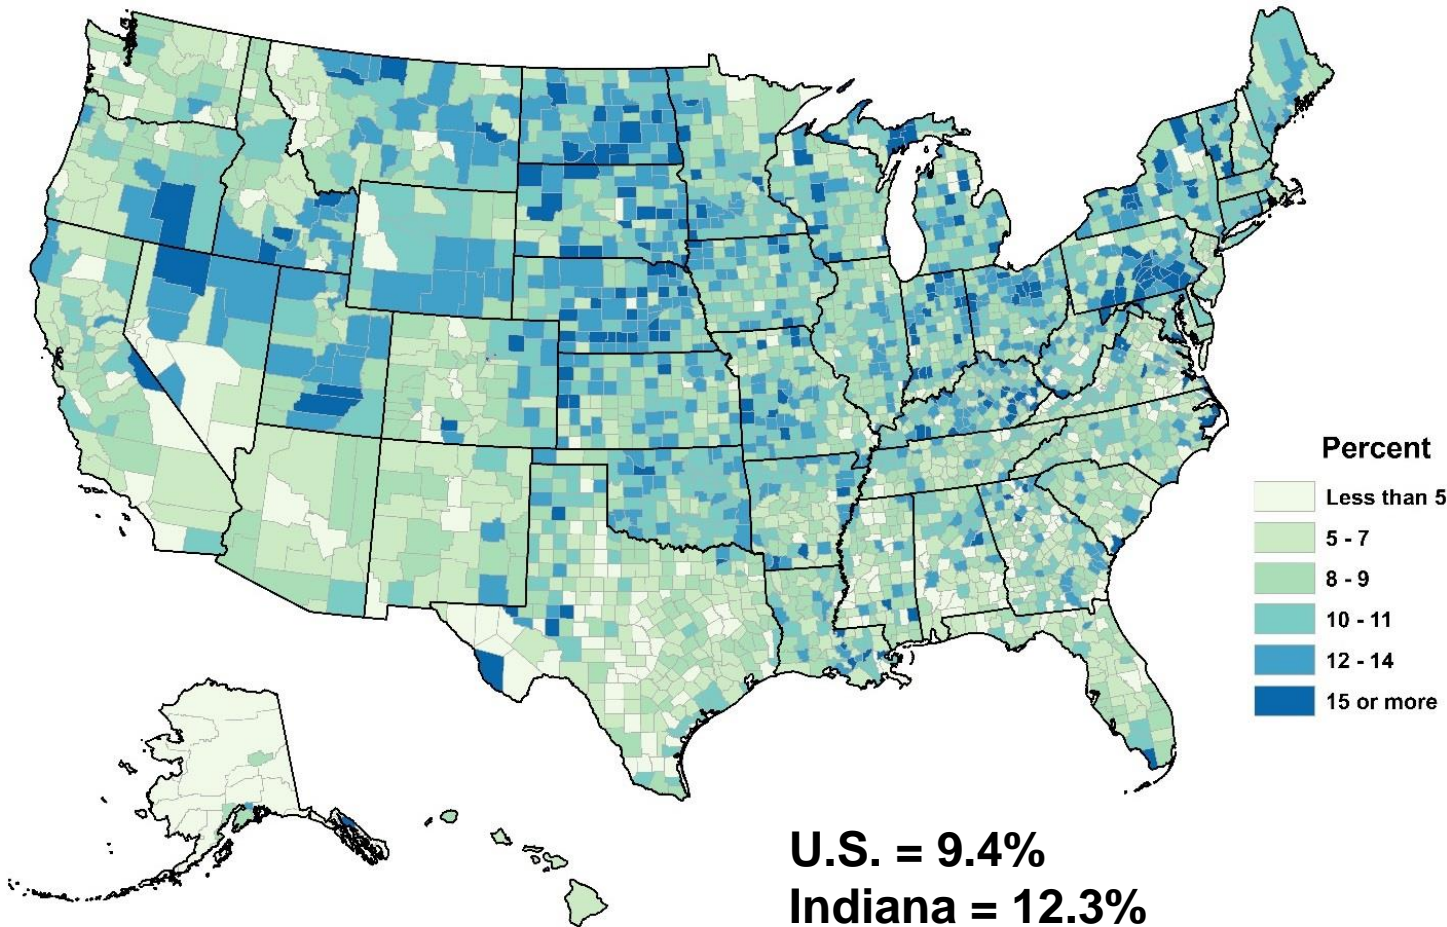 Percent
Less than 5
5 - 7
8 - 9
10 - 11
12 - 14
15 or more
U.S. = 9.4%
Indiana = 12.3%